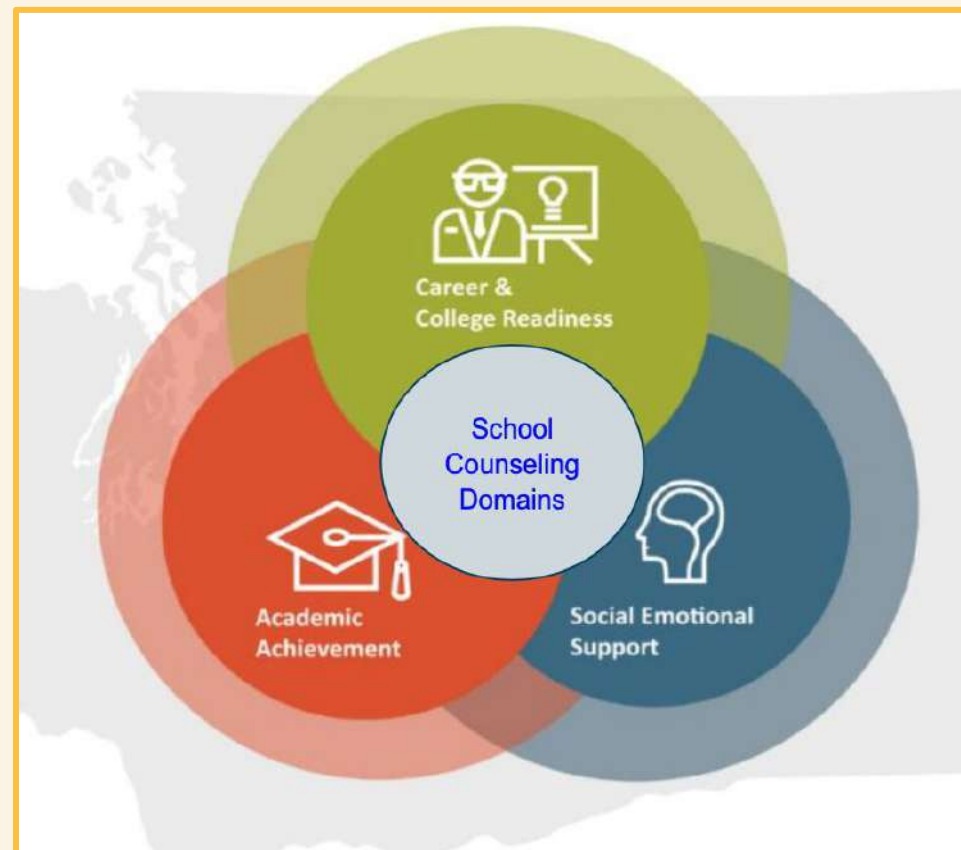 Career &
College Readiness
School
Counseling
Domains
Academic
Achievement
Social Emotional
Support